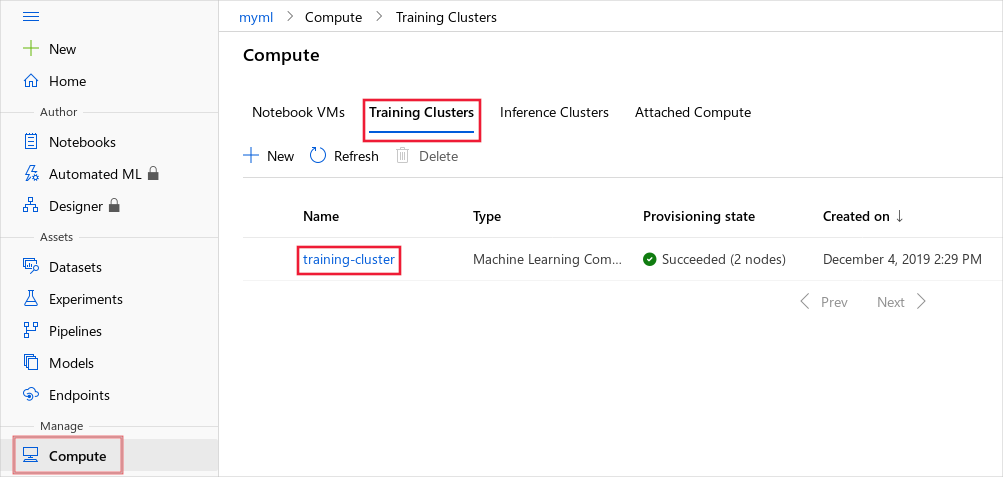 myml > Compute > Training Clusters
New
Home
Author
Notebooks
Automated ML
Designer
Assets
Datasets
Experiments
Pipelines
Models
Endpoints
Manage
Compute
Compute
Notebook VMs Training Clusters Inference Clusters Attached Compute
New Refresh Delete
Name Type Provisioning state Created on ↓
training-cluster Machine Learning Com... Succeeded (2 nodes) December 4, 2019 2:29 PM
< Prev Next >